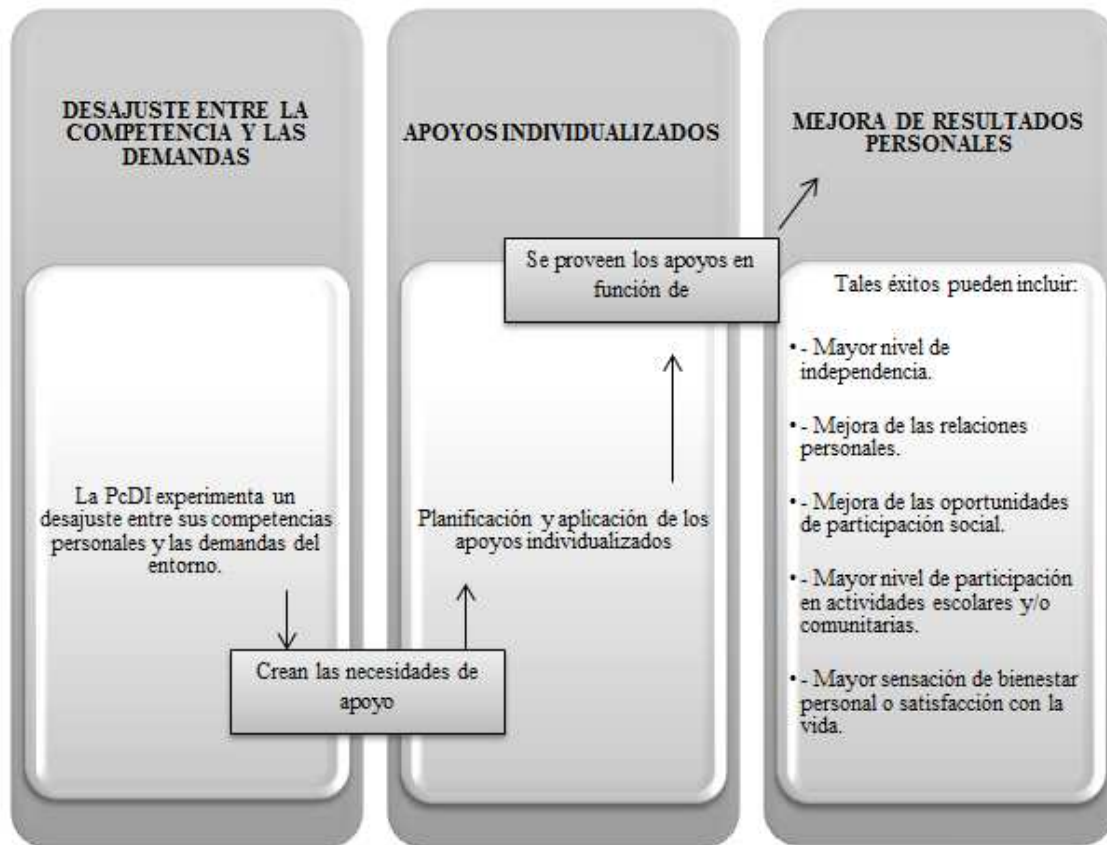 DESAJUSTE ENTRE LA
COMPETENCIA Y LAS
DEMANDAS
La PcDI experimenta un
desajuste entre sus competencias
personales y las demandas del
entorno.
Crean las necesidades de
apoyo
APOYOS INDIVIDUALIZADOS
Planificación y aplicación de los
apoyos individualizados
Se proveen los apoyos en
función de
MEJORA DE RESULTADOS
PERSONALES
Tales éxitos pueden incluir:
• - Mayor nivel de
independencia.
• - Mejora de las relaciones
personales.
• - Mejora de las oportunidades
de participación social.
• - Mayor nivel de participación
en actividades escolares y/o
comunitarias.
• - Mayor sensación de bienestar
personal o satisfacción con la
vida.